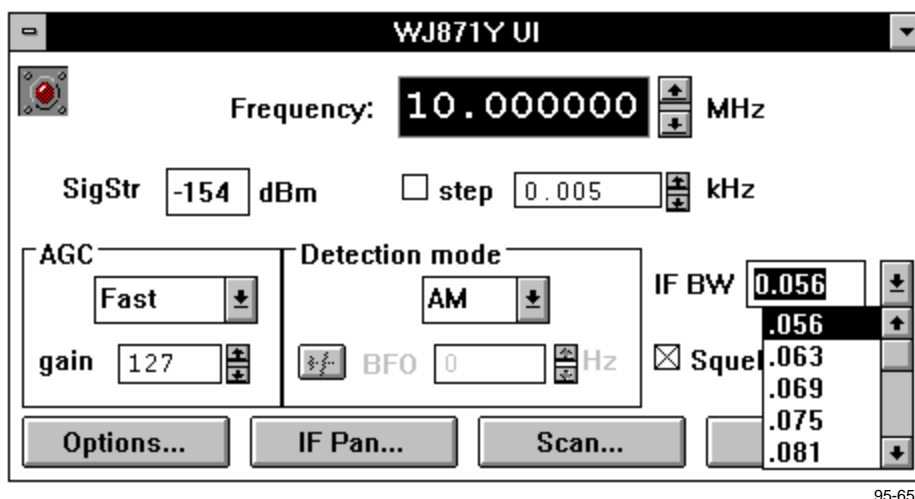 WJ871Y UI
Frequency: 10.000000 MHz
SigStr -154 dBm step 0.005 kHz
AGC Detection mode
Fast AM IF BW 0.056
.056
gain 127 BFO 0 Hz Squel .063
.069
.075
Options... IF Pan... Scan... .081
95-65